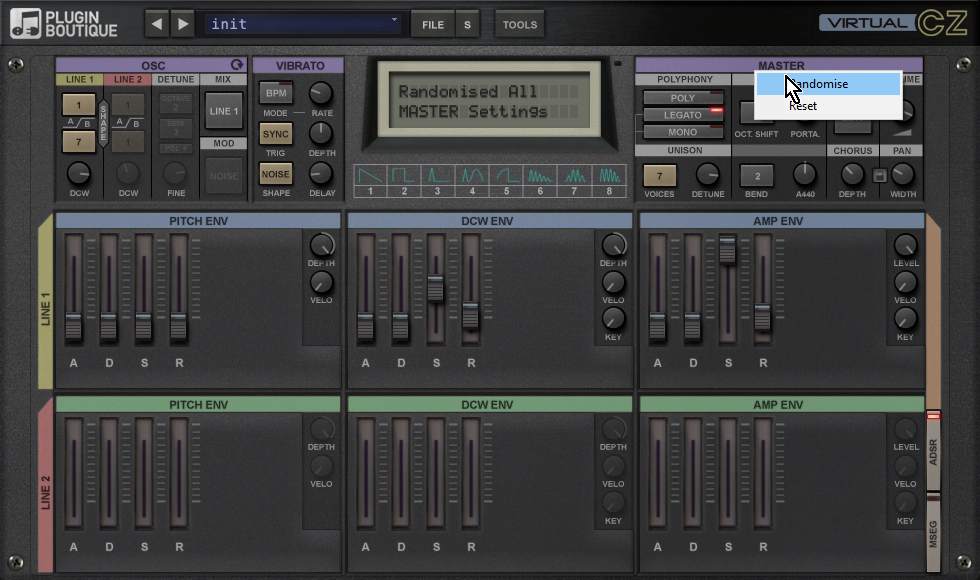 PLUGIN
BOUTIQUE
init
FILE
S
TOOLS
VIRTUAL CZ
OSC
LINE 1
LINE 2
DETUNE
MIX
1
A/B
7
SHAPE
1
A/B
1
OCTAVE
2
SEMI
3
POL +
LINE 1
MOD
NOISE
DCW
DCW
FINE
VIBRATO
BPM
MODE
RATE
SYNC
TRIG
DEPTH
NOISE
SHAPE
DELAY
Randomised All
MASTER Settings
1 2 3 4 5 6 7 8
MASTER
POLYPHONY
POLY
LEGATO
MONO
Reset
OCT. SHIFT
PORTA.
UNISON
CHORUS
PAN
7
VOICES
DETUNE
2
BEND
A440
DEPTH
WIDTH
LINE 1
PITCH ENV
DEPTH
VELO
A D S R
DCW ENV
DEPTH
VELO
KEY
A D S R
AMP ENV
LEVEL
VELO
KEY
A D S R
LINE 2
PITCH ENV
DEPTH
VELO
A D S R
DCW ENV
DEPTH
VELO
KEY
A D S R
AMP ENV
LEVEL
VELO
KEY
A D S R
ADSR
MSEG